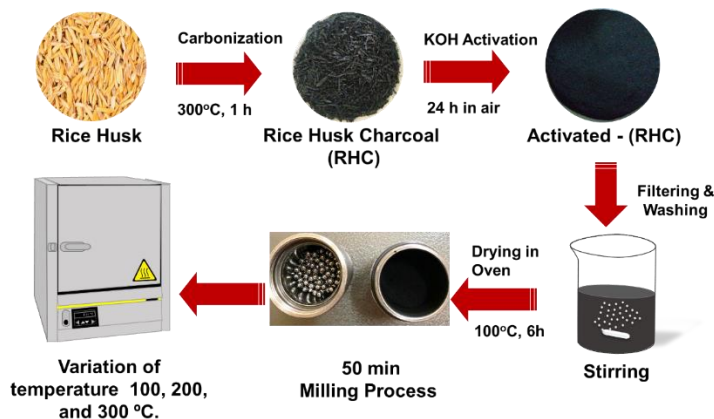 Carbonization
300°C, 1 h
KOH Activation
24 h in air
Rice Husk
Rice Husk Charcoal
(RHC)
Activated - (RHC)
Filtering &
Washing
Stirring
Drying in
Oven
100°C, 6h
50 min
Milling Process
Variation of
temperature 100, 200,
and 300 ºC.